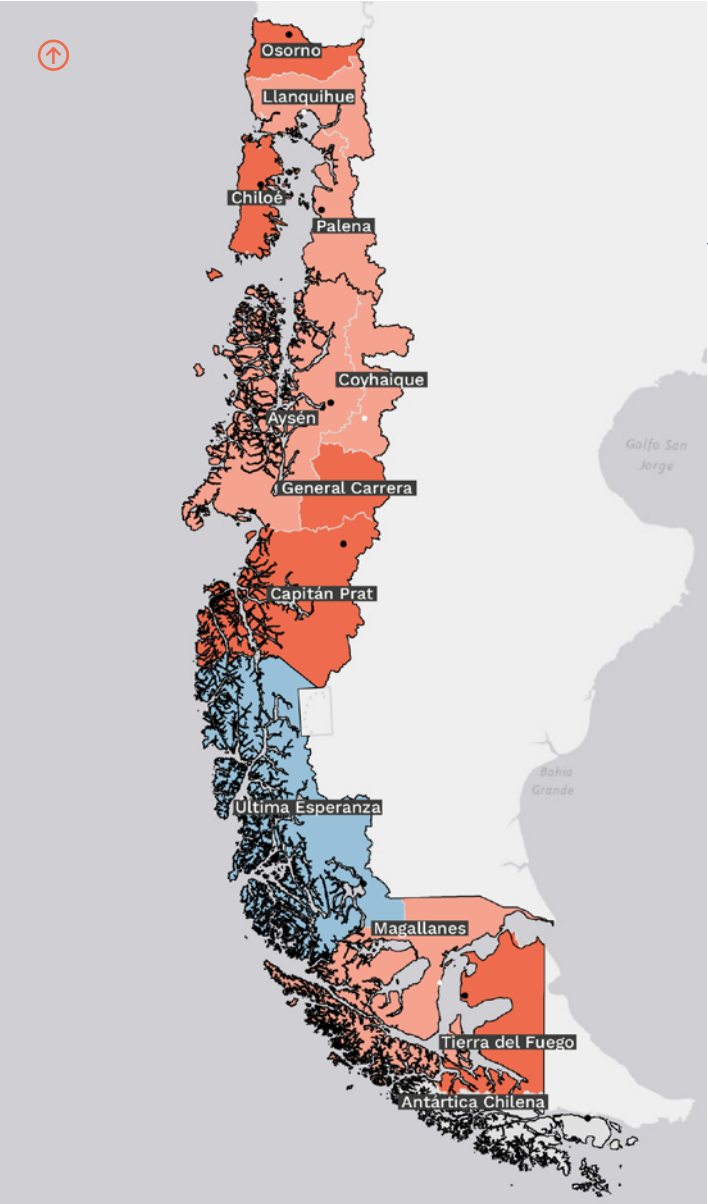 Osorno
Llanquihue
Chiloé
Palena
Coyhaique
Aysén
Golfo San
Jorge
General Carrera
Capitán Prat
Bahia
Grande
Última Esperanza
Magallanes
Tierra del Fuego
Antártica Chilena